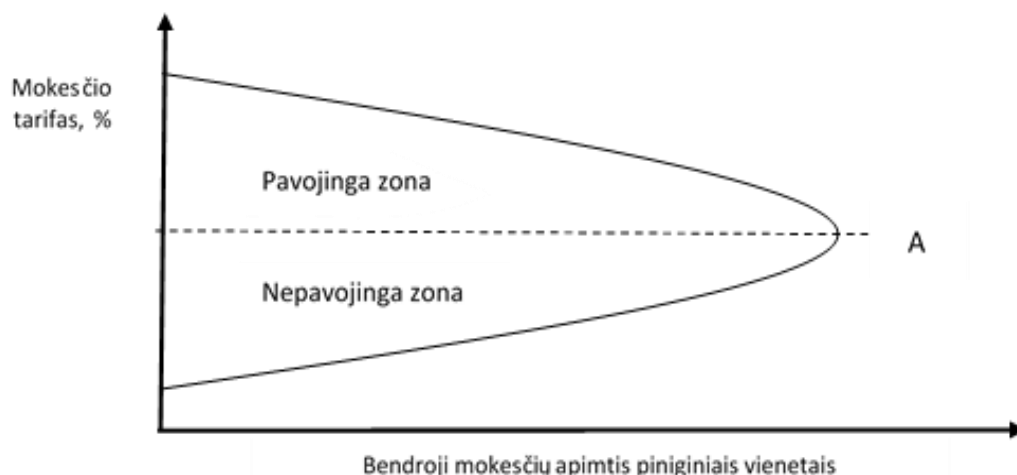 Mokesčio
tarifas, %
Pavojinga zona
A
Nepavojinga zona
Bendroji mokesčių apimtis piniginiais vienetais